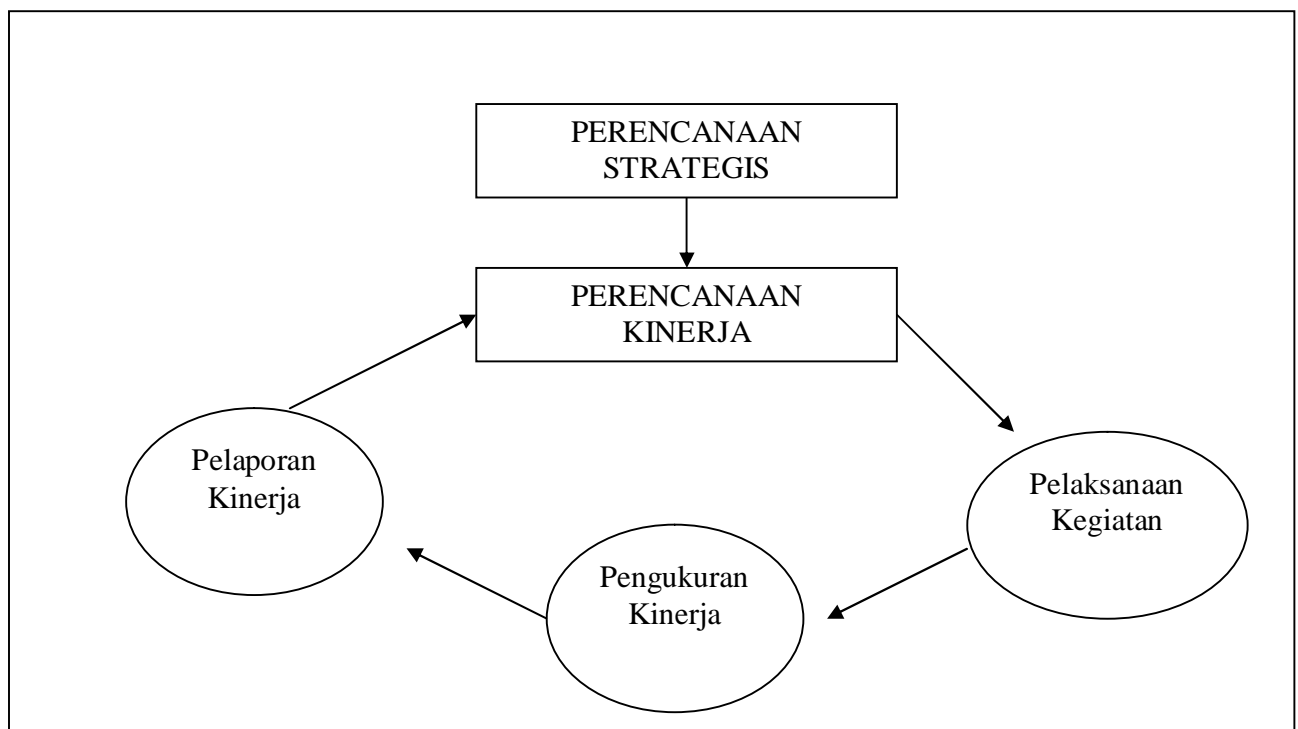 PERENCANAAN
STRATEGIS
PERENCANAAN
KINERJA
Pelaporan
Kinerja
Pelaksanaan
Kegiatan
Pengukuran
Kinerja